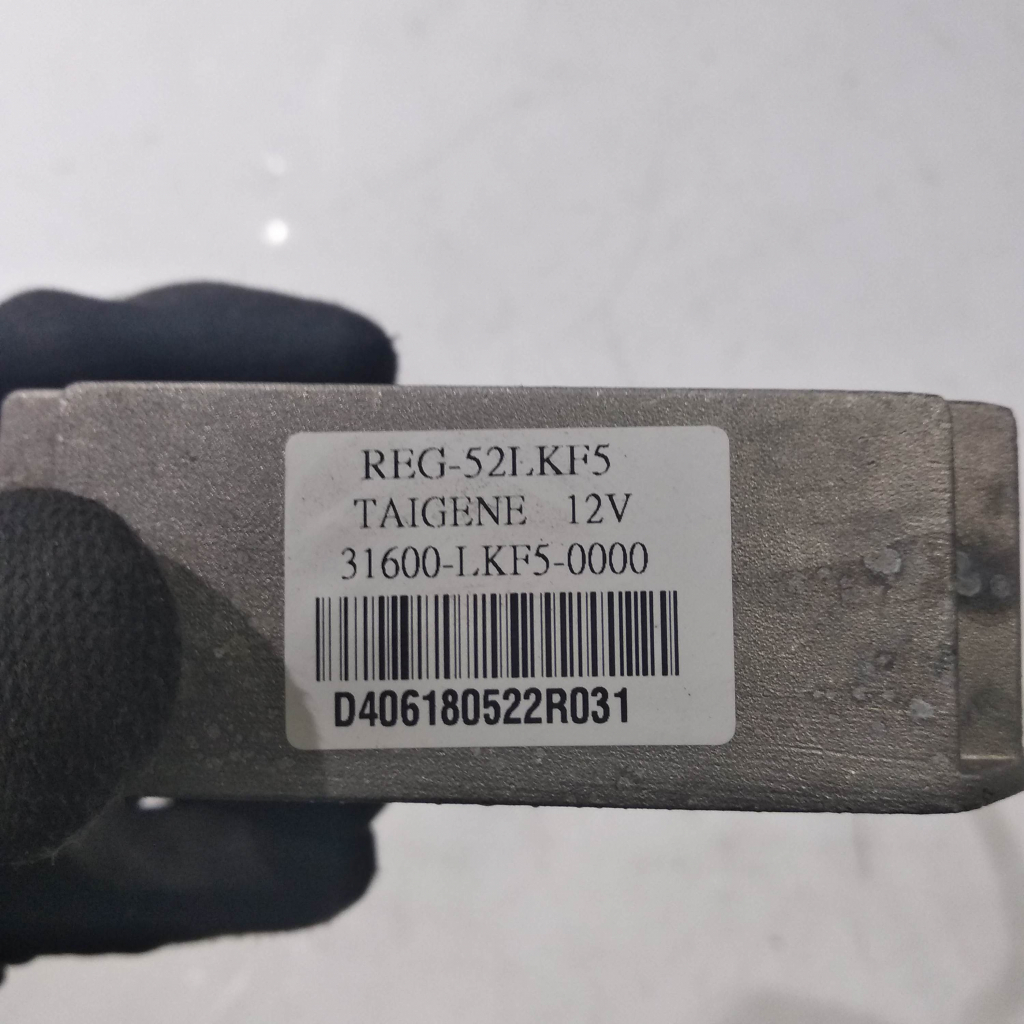 REG-52LKF5
TAIGENE 12V
31600-LKF5-0000
D406180522R031